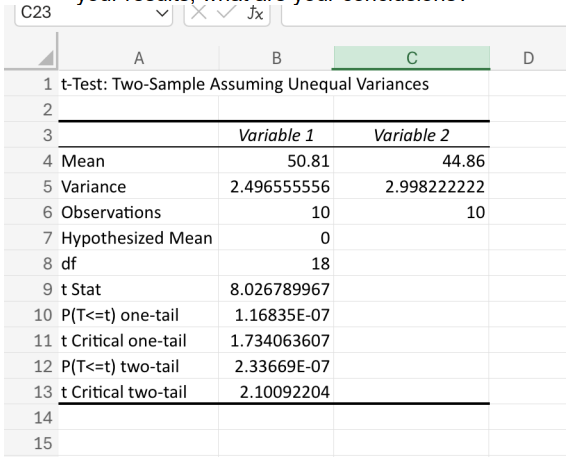 your results, what are your conclusions?
C23 fx
A B C D
1 t-Test: Two-Sample Assuming Unequal Variances
2
3 Variable 1 Variable 2
4 Mean 50.81 44.86
5 Variance 2.496555556 2.998222222
6 Observations 10 10
7 Hypothesized Mean 0
8 df 18
9 t Stat 8.026789967
10 P(T<=t) one-tail 1.16835E-07
11 t Critical one-tail 1.734063607
12 P(T<=t) two-tail 2.33669E-07
13 t Critical two-tail 2.10092204
14
15